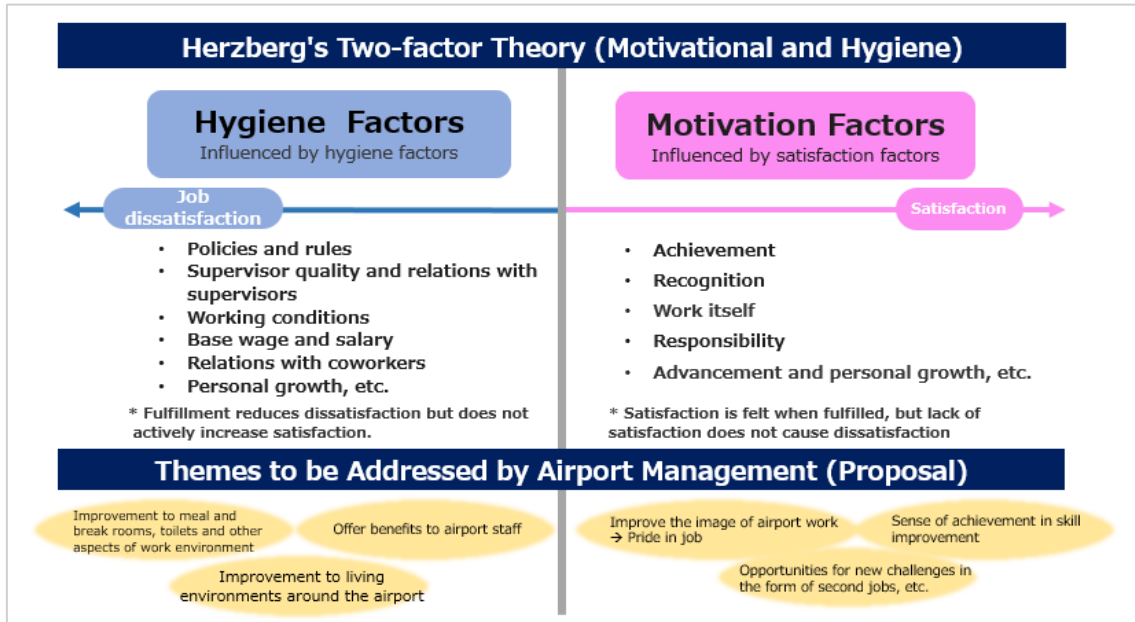 Herzberg's Two-factor Theory (Motivational and Hygiene)
Hygiene Factors
Influenced by hygiene factors
Job
dissatisfaction
• Policies and rules
• Supervisor quality and relations with
supervisors
• Working conditions
• Base wage and salary
• Relations with coworkers
• Personal growth, etc.
* Fulfillment reduces dissatisfaction but does not
actively increase satisfaction.
Motivation Factors
Influenced by satisfaction factors
Satisfaction
• Achievement
• Recognition
• Work itself
• Responsibility
• Advancement and personal growth, etc.
* Satisfaction is felt when fulfilled, but lack of
satisfaction does not cause dissatisfaction
Themes to be Addressed by Airport Management (Proposal)
Improvement to meal and
break rooms, toilets and other
aspects of work environment
Offer benefits to airport staff
Improvement to living
environments around the airport
Improve the image of airport work
→ Pride in job
Sense of achievement in skill
improvement
Opportunities for new challenges in
the form of second jobs, etc.